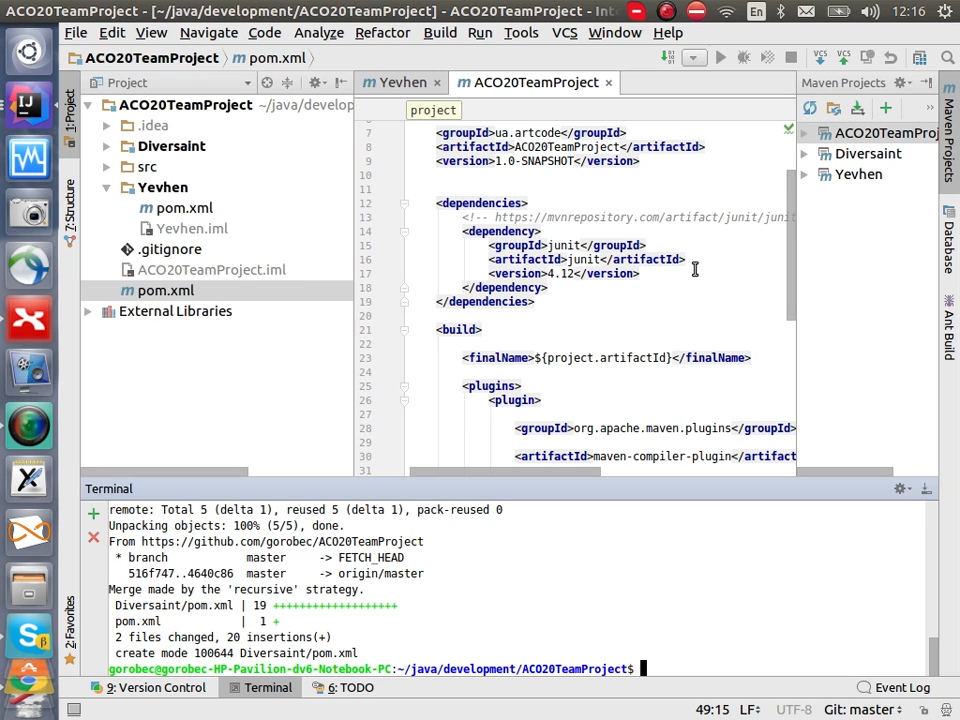 ACO20TeamProject - [~/java/development/ACO20TeamProject] - ACO20TeamProject - Int
En
12:16
File Edit View Navigate Code Analyze Refactor Build Run Tools VCS Window Help
ACO20TeamProject
pom.xml
VCS VCS
Project
Yevhen
ACO20TeamProject
Maven Projects
1: Project
7: Structure
2: Favorites
Maven Projects
Database
Ant Build
ACO20TeamProject ~/java/develop
.idea
Diversaint
src
Yevhen
pom.xml
Yevhen.iml
.gitignore
ACO20TeamProject.iml
pom.xml
External Libraries
project
ACO20TeamProj
Diversaint
Yevhen
7 <groupId>ua.artcode</groupId>
8 <artifactId>ACO20TeamProject</artifactId>
9 <version>1.0-SNAPSHOT</version>
10
11
12 <dependencies>
13 <!-- https://mvnrepository.com/artifact/junit/juni
14 <dependency>
15 <groupId>junit</groupId>
16 <artifactId>junit</artifactId>
17 <version>4.12</version>
18 </dependency>
19 </dependencies>
20
21 <build>
22
23 <finalName>${project.artifactId}</finalName>
24
25 <plugins>
26 <plugin>
27
28 <groupId>org.apache.maven.plugins</groupId>
29
30 <artifactId>maven-compiler-plugin</artifact
31
Terminal
remote: Total 5 (delta 1), reused 5 (delta 1), pack-reused 0
Unpacking objects: 100% (5/5), done.
From https://github.com/gorobec/ACO20TeamProject
* branch master -> FETCH_HEAD
516f747..4640c86 master -> origin/master
Merge made by the 'recursive' strategy.
Diversaint/pom.xml | 19 +++++++++++++++++++
pom.xml | 1 +
2 files changed, 20 insertions(+)
create mode 100644 Diversaint/pom.xml
gorobec@gorobec-HP-Pavilion-dv6-Notebook-PC:~/java/development/ACO20TeamProject$
9: Version Control
Terminal
6: TODO
Event Log
49:15 LF÷ UTF-8 Git: master÷